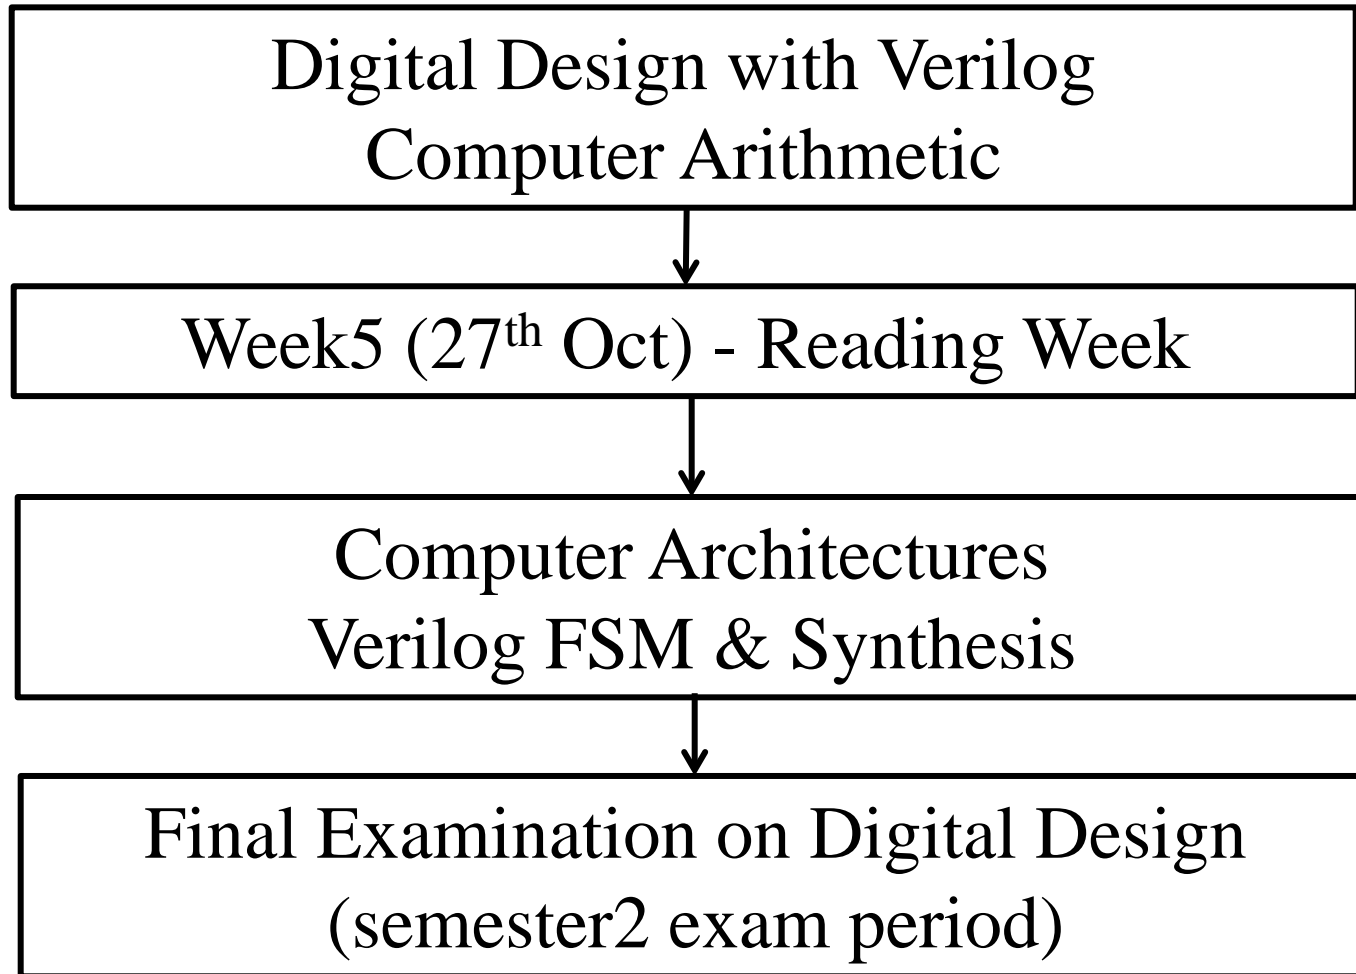 Digital Design with Verilog
Computer Arithmetic
Week5 (27th Oct) - Reading Week
Computer Architectures
Verilog FSM & Synthesis
Final Examination on Digital Design
(semester2 exam period)